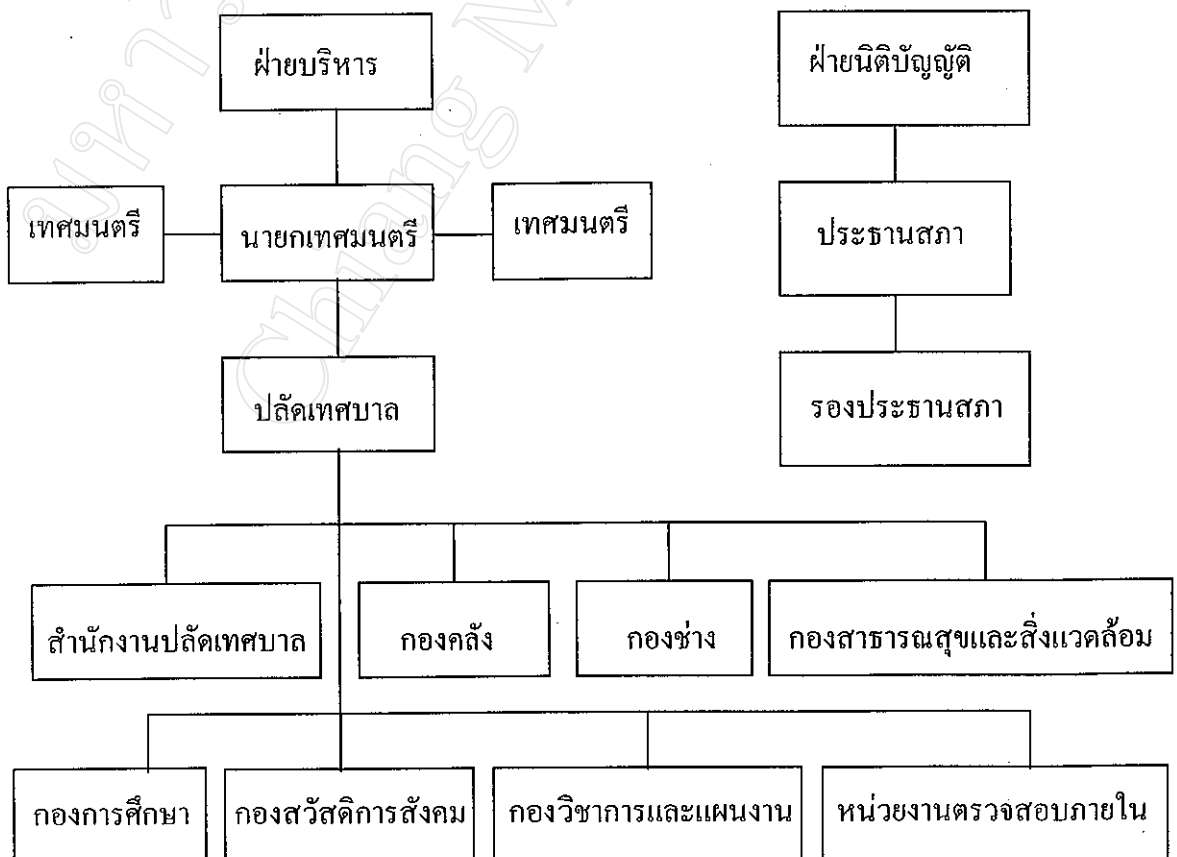 ฝ่ายบริหาร
ฝ่ายนิติบัญญัติ
เทศมนตรี
นายกเทศมนตรี
เทศมนตรี
ประธานสภา
ปลัดเทศบาล
รองประธานสภา
สำนักงานปลัดเทศบาล
กองคลัง
กองช่าง
กองสาธารณสุขและสิ่งแวดล้อม
กองการศึกษา
กองสวัสดิการสังคม
กองวิชาการและแผนงาน
หน่วยงานตรวจสอบภายใน
Chiang